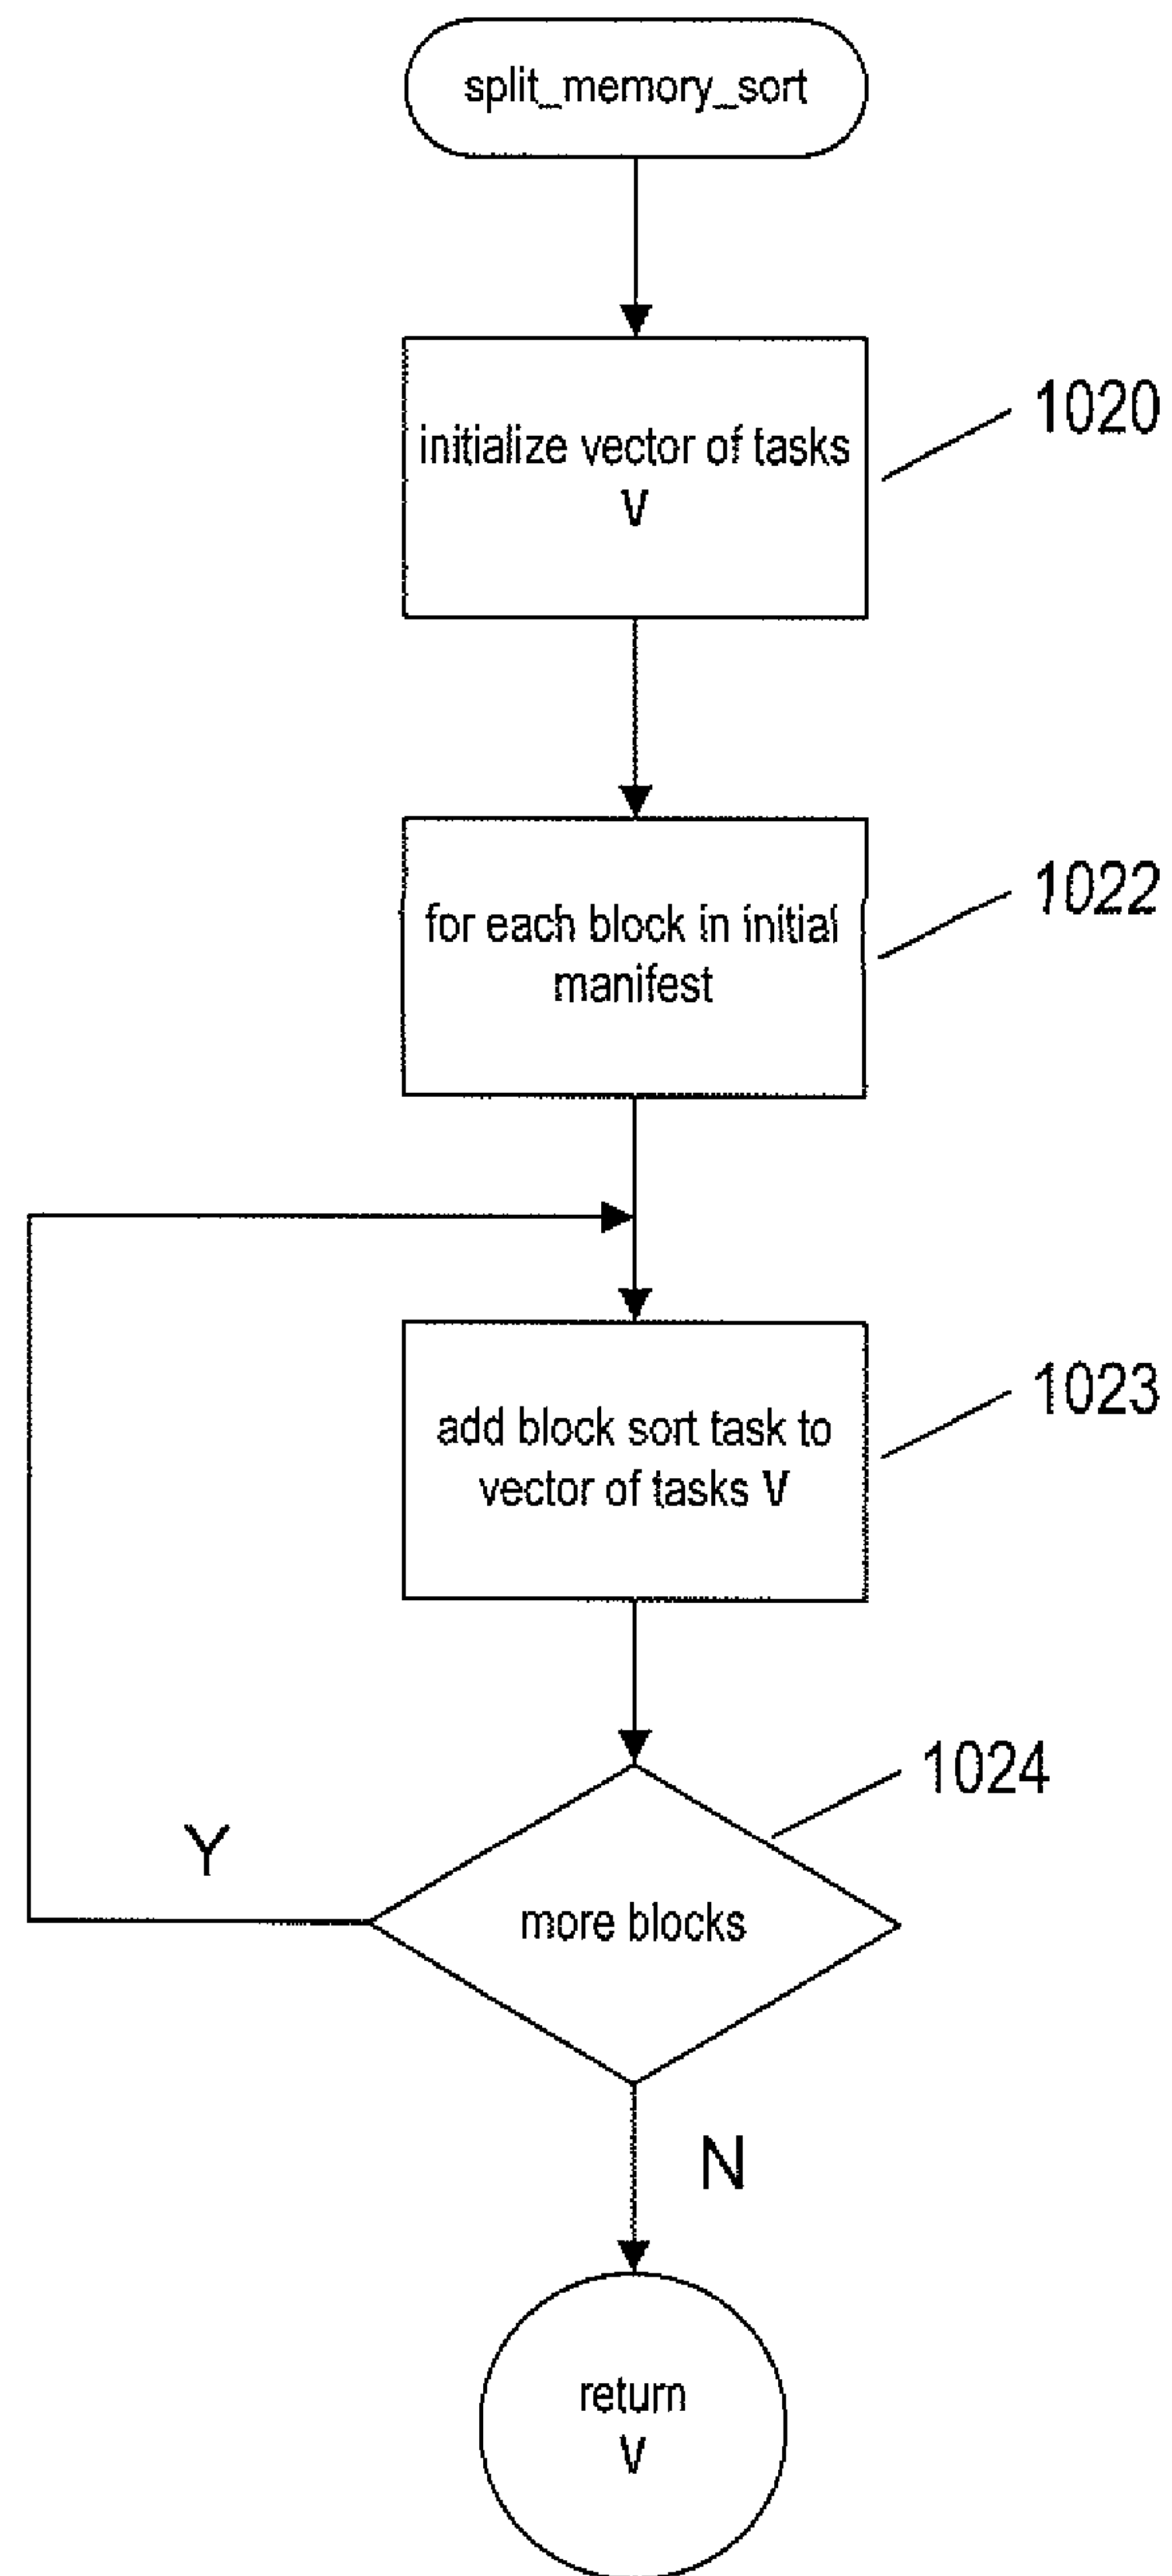 split_memory_sort
initialize vector of tasks
V
1020
for each block in initial
manifest
1022
add block sort task to
vector of tasks V
1023
1024
more blocks
Y
N
return
V